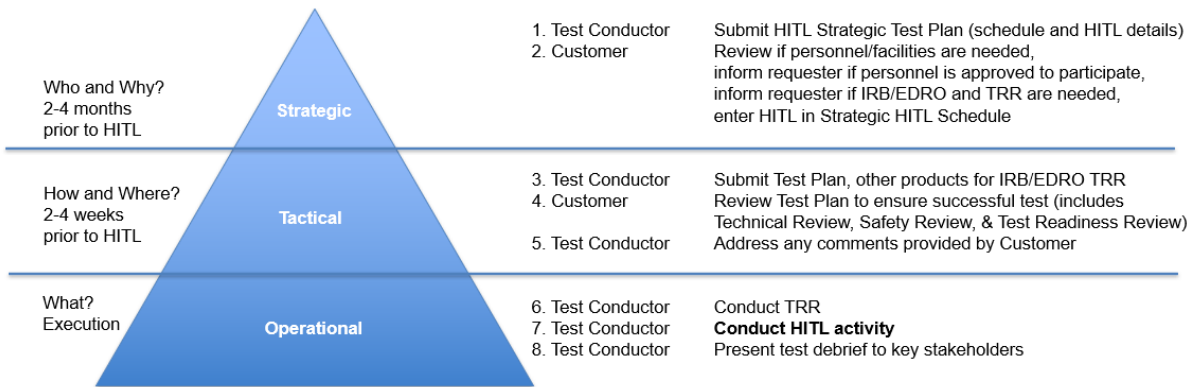 1. Test Conductor Submit HITL Strategic Test Plan (schedule and HITL details)
2. Customer Review if personnel/facilities are needed,
inform requester if personnel is approved to participate,
inform requester if IRB/EDRO and TRR are needed,
enter HITL in Strategic HITL Schedule
Who and Why?
2-4 months
prior to HITL
Strategic
How and Where?
2-4 weeks
prior to HITL
Tactical
3. Test Conductor Submit Test Plan, other products for IRB/EDRO TRR
4. Customer Review Test Plan to ensure successful test (includes
Technical Review, Safety Review, & Test Readiness Review)
5. Test Conductor Address any comments provided by Customer
What?
Execution
Operational
6. Test Conductor Conduct TRR
7. Test Conductor Conduct HITL activity
8. Test Conductor Present test debrief to key stakeholders